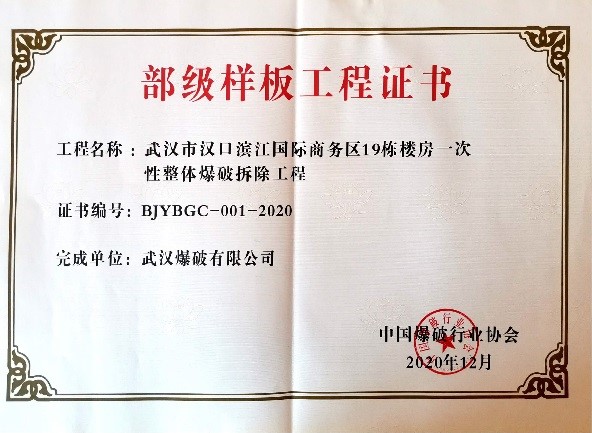 部级样板工程证书
工程名称：武汉市汉口滨江国际商务区19栋楼房一次
性整体爆破拆除工程
证书编号：BJYBGC-001-2020
完成单位：武汉爆破有限公司
中国爆破行业协会
2020年12月